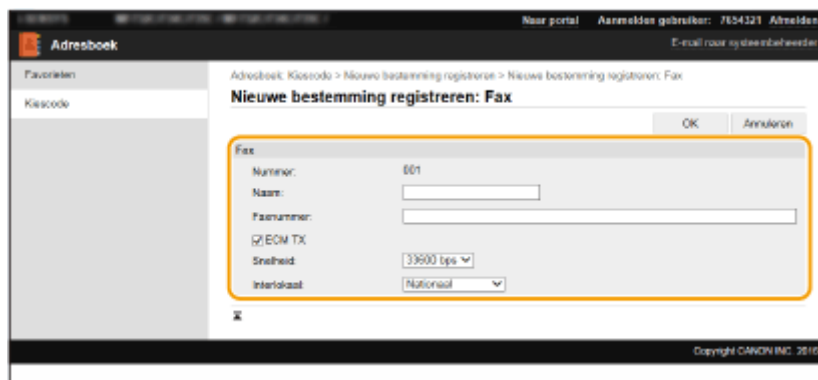 Naar portal Aanmelden gebruiker: 7654321 Afmelden
Adresboek E-mail naar systeembeheerder
Favorieten
Kiescode
Adresboek: Kiescode > Nieuwe bestemming registreren > Nieuwe bestemming registreren: Fax
Nieuwe bestemming registreren: Fax
OK Annuleren
Fax
Nummer: 001
Naam:
Faxnummer:
ECM TX
Snelheid: 33600 bps
Interlokaal: Nationaal
Copyright CANON INC. 2016